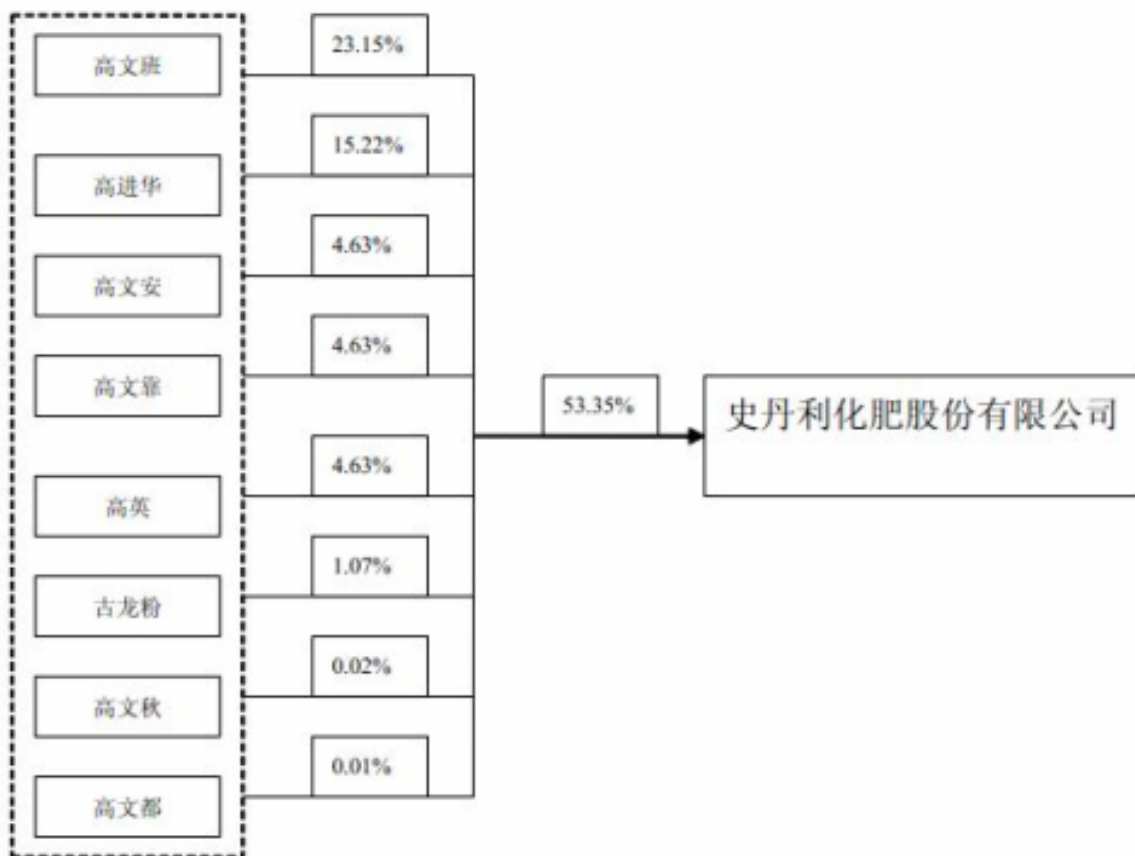 高文班
23.15%
高进华
15.22%
高文安
4.63%
高文靠
4.63%
高英
4.63%
古龙粉
1.07%
高文秋
0.02%
高文都
0.01%
53.35%
史丹利化肥股份有限公司